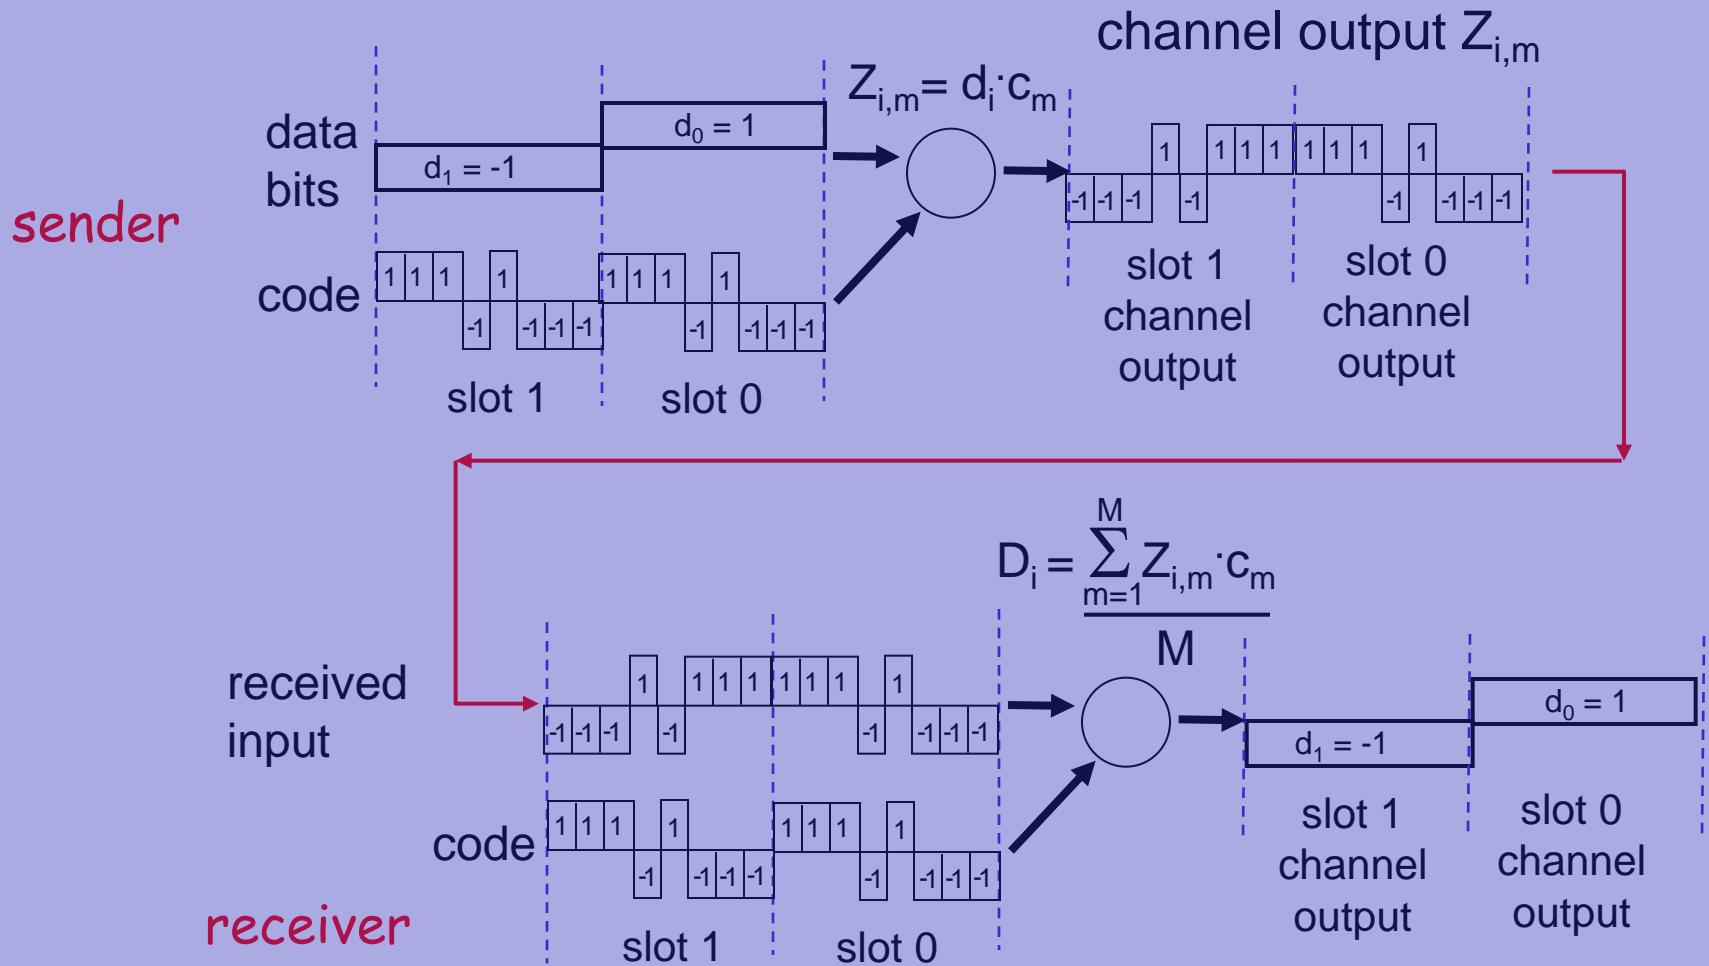 channel output Z_i,m
Z_i,m = d_i·c_m
data bits
d_0 = 1
d_1 = -1
sender
code
1 1 1 -1 1 -1 -1 -1 1 1 1 -1 1 -1 -1 -1
slot 1
slot 0
-1 -1 -1 1 -1 1 1 1 1 1 1 -1 1 -1 -1 -1
slot 1 channel output
slot 0 channel output
D_i = Σ_{m=1}^{M} Z_i,m·c_m
M
received input
-1 -1 -1 1 -1 1 1 1 1 1 1 -1 1 -1 -1 -1
code
1 1 1 -1 1 -1 -1 -1 1 1 1 -1 1 -1 -1 -1
receiver
slot 1
slot 0
d_0 = 1
d_1 = -1
slot 1 channel output
slot 0 channel output